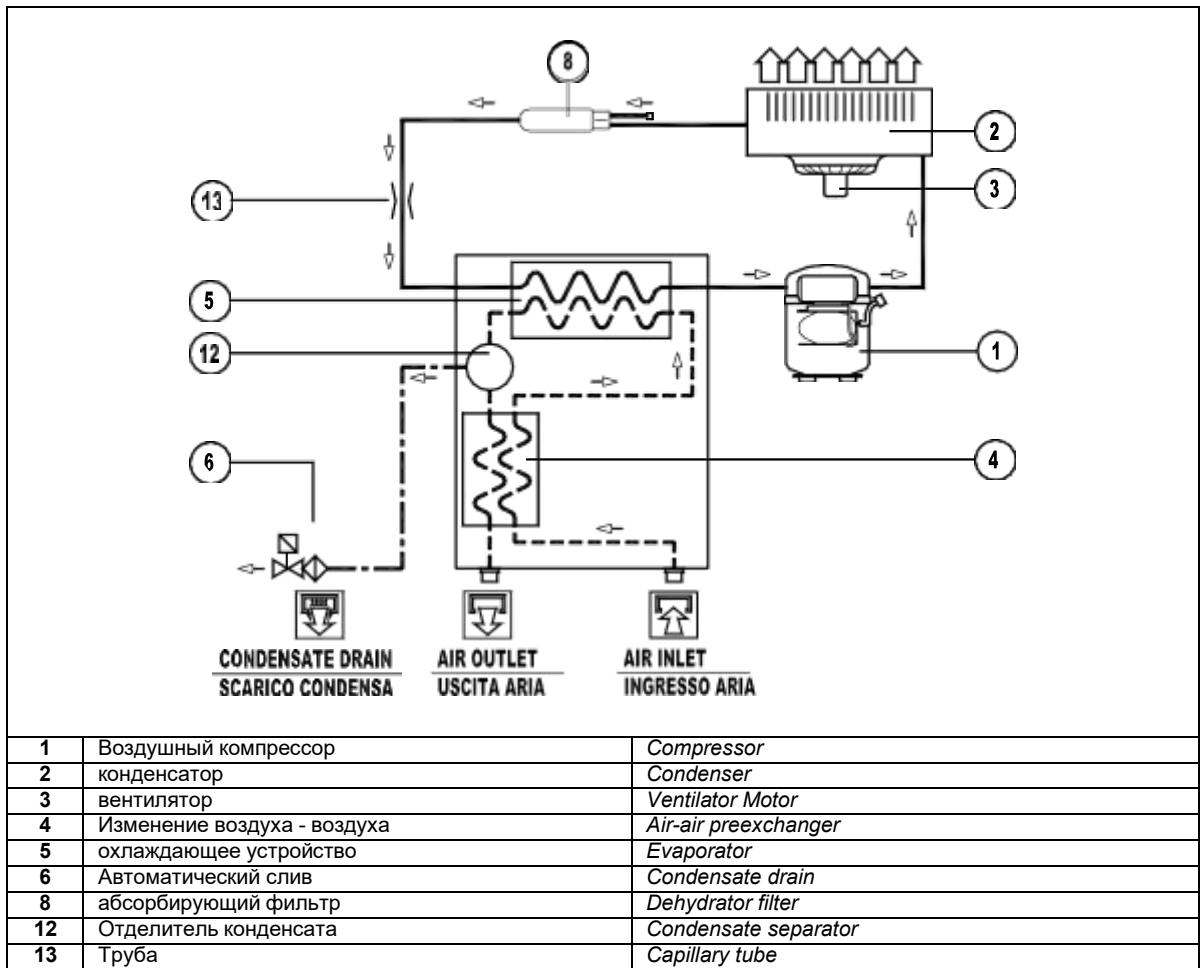 8
2
3
13
5
12
1
6
4
CONDENSATE DRAIN
SCARICO CONDENSA
AIR OUTLET
USCITA ARIA
AIR INLET
INGRESSO ARIA
1 Воздушный компрессор Compressor
2 конденсатор Condenser
3 вентилятор Ventilator Motor
4 Изменение воздуха - воздуха Air-air preexchanger
5 охлаждающее устройство Evaporator
6 Автоматический слив Condensate drain
8 абсорбирующий фильтр Dehydrator filter
12 Отделитель конденсата Condensate separator
13 Труба Capillary tube